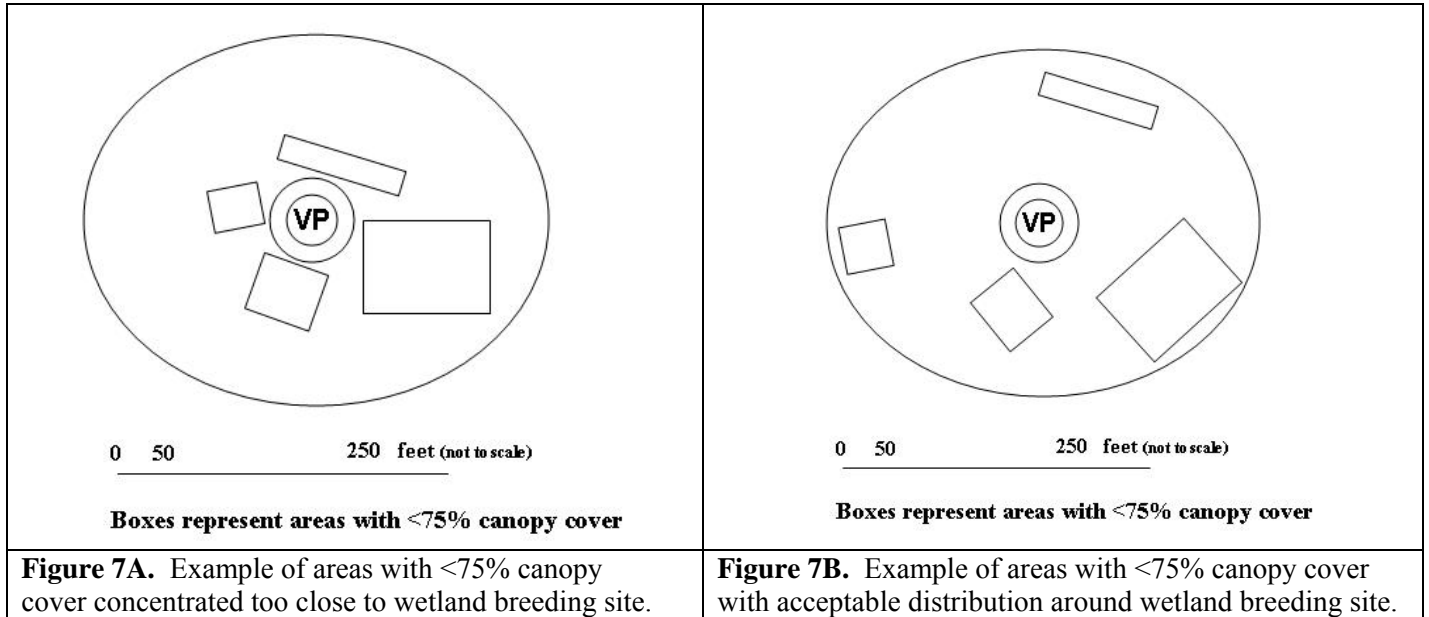 VP
0 50 250 feet (not to scale)
Boxes represent areas with <75% canopy cover
Figure 7A. Example of areas with <75% canopy
cover concentrated too close to wetland breeding site.
VP
0 50 250 feet (not to scale)
Boxes represent areas with <75% canopy cover
Figure 7B. Example of areas with <75% canopy cover
with acceptable distribution around wetland breeding site.